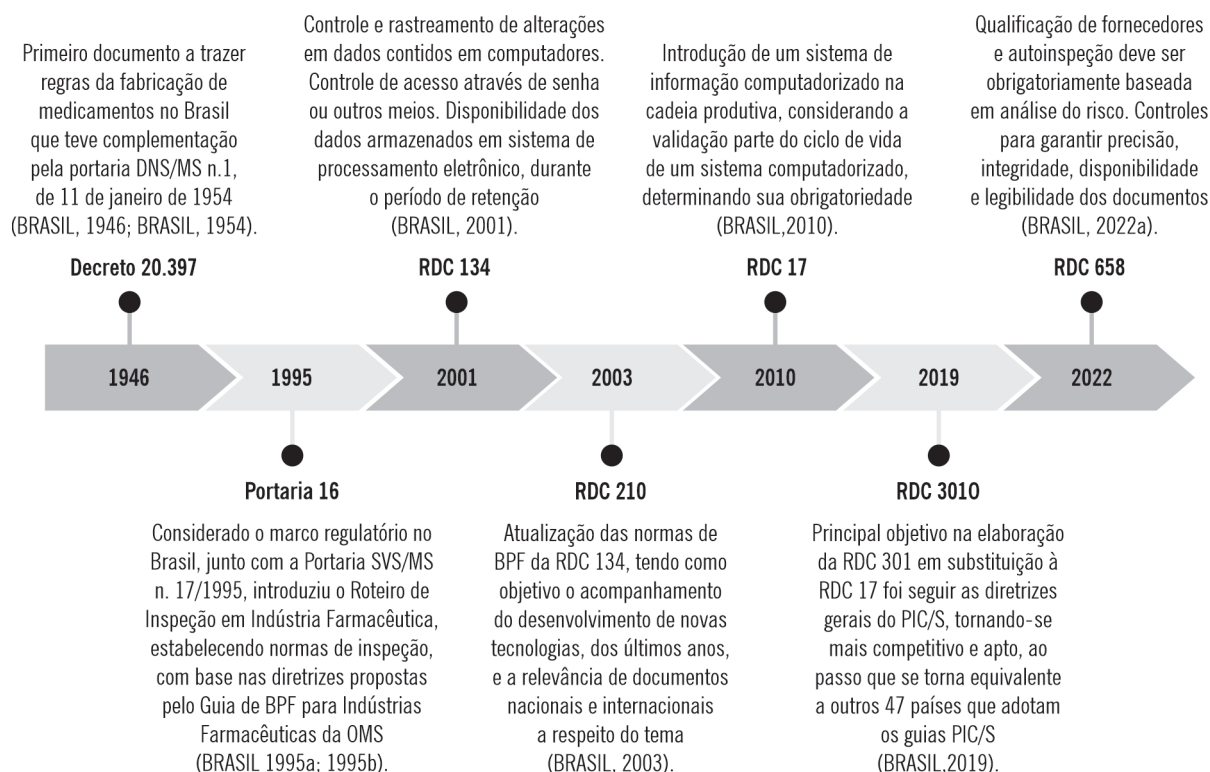 Primeiro documento a trazer
regras da fabricação de
medicamentos no Brasil
que teve complementação
pela portaria DNS/MS n.1,
de 11 de janeiro de 1954
(BRASIL, 1946; BRASIL, 1954).
Decreto 20.397
Controle e rastreamento de alterações
em dados contidos em computadores.
Controle de acesso através de senha
ou outros meios. Disponibilidade dos
dados armazenados em sistema de
processamento eletrônico, durante
o período de retenção
(BRASIL, 2001).
RDC 134
Introdução de um sistema de
informação computadorizado na
cadeia produtiva, considerando a
validação parte do ciclo de vida
de um sistema computadorizado,
determinando sua obrigatoriedade
(BRASIL,2010).
RDC 17
Qualificação de fornecedores
e autoinspeção deve ser
obrigatoriamente baseada
em análise do risco. Controles
para garantir precisão,
integridade, disponibilidade
e legibilidade dos documentos
(BRASIL, 2022a).
RDC 658
1946
1995
2001
2003
2010
2019
2022
Portaria 16
Considerado o marco regulatório no
Brasil, junto com a Portaria SVS/MS
n. 17/1995, introduziu o Roteiro de
Inspeção em Indústria Farmacêutica,
estabelecendo normas de inspeção,
com base nas diretrizes propostas
pelo Guia de BPF para Indústrias
Farmacêuticas da OMS
(BRASIL 1995a; 1995b).
RDC 210
Atualização das normas de
BPF da RDC 134, tendo como
objetivo o acompanhamento
do desenvolvimento de novas
tecnologias, dos últimos anos,
e a relevância de documentos
nacionais e internacionais
a respeito do tema
(BRASIL, 2003).
RDC 301O
Principal objetivo na elaboração
da RDC 301 em substituição à
RDC 17 foi seguir as diretrizes
gerais do PIC/S, tornando-se
mais competitivo e apto, ao
passo que se torna equivalente
a outros 47 países que adotam
os guias PIC/S
(BRASIL,2019).